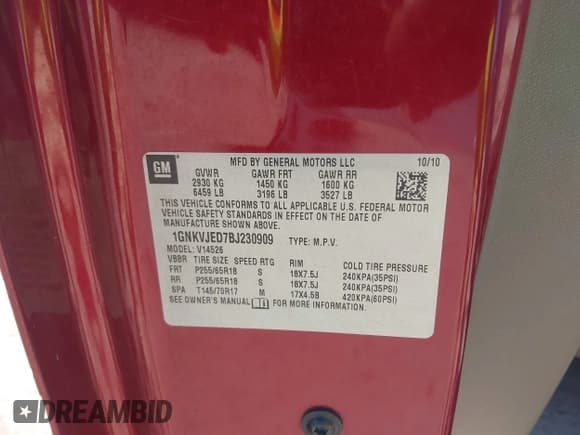 GM
MFD BY GENERAL MOTORS LLC 10/10
GVWR GAWR FRT GAWR RR
2930 KG 1450 KG 1600 KG
6459 LB 3196 LB 3527 LB
THIS VEHICLE CONFORMS TO ALL APPLICABLE U.S. FEDERAL MOTOR
VEHICLE SAFETY STANDARDS IN EFFECT ON THE DATE OF
MANUFACTURE SHOWN ABOVE.
1GNKVJED7BJ230909 TYPE: M.P.V.
MODEL: V14526
VBBR TIRE SIZE SPEED RTG RIM COLD TIRE PRESSURE
FRT P255/65R18 S 18X7.5J 240KPA(35PSI)
RR P255/65R18 S 18X7.5J 240KPA(35PSI)
SPA T145/70R17 M 17X4.5B 420KPA(60PSI)
SEE OWNER'S MANUAL FOR MORE INFORMATION.
DREAMBID